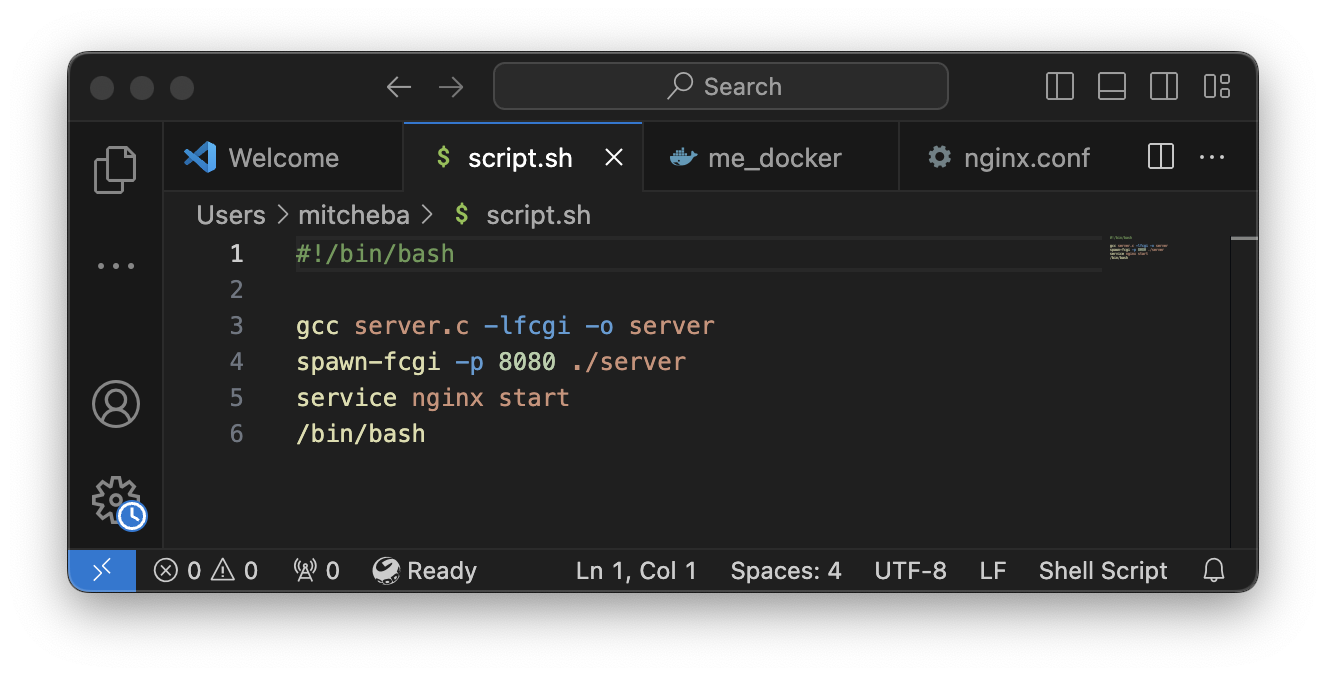 Search
Welcome
$ script.sh
me_docker
nginx.conf
Users > mitcheba > $ script.sh
1 #!/bin/bash
2
3 gcc server.c -lfcgi -o server
4 spawn-fcgi -p 8080 ./server
5 service nginx start
6 /bin/bash
0 0 0 Ready Ln 1, Col 1 Spaces: 4 UTF-8 LF Shell Script